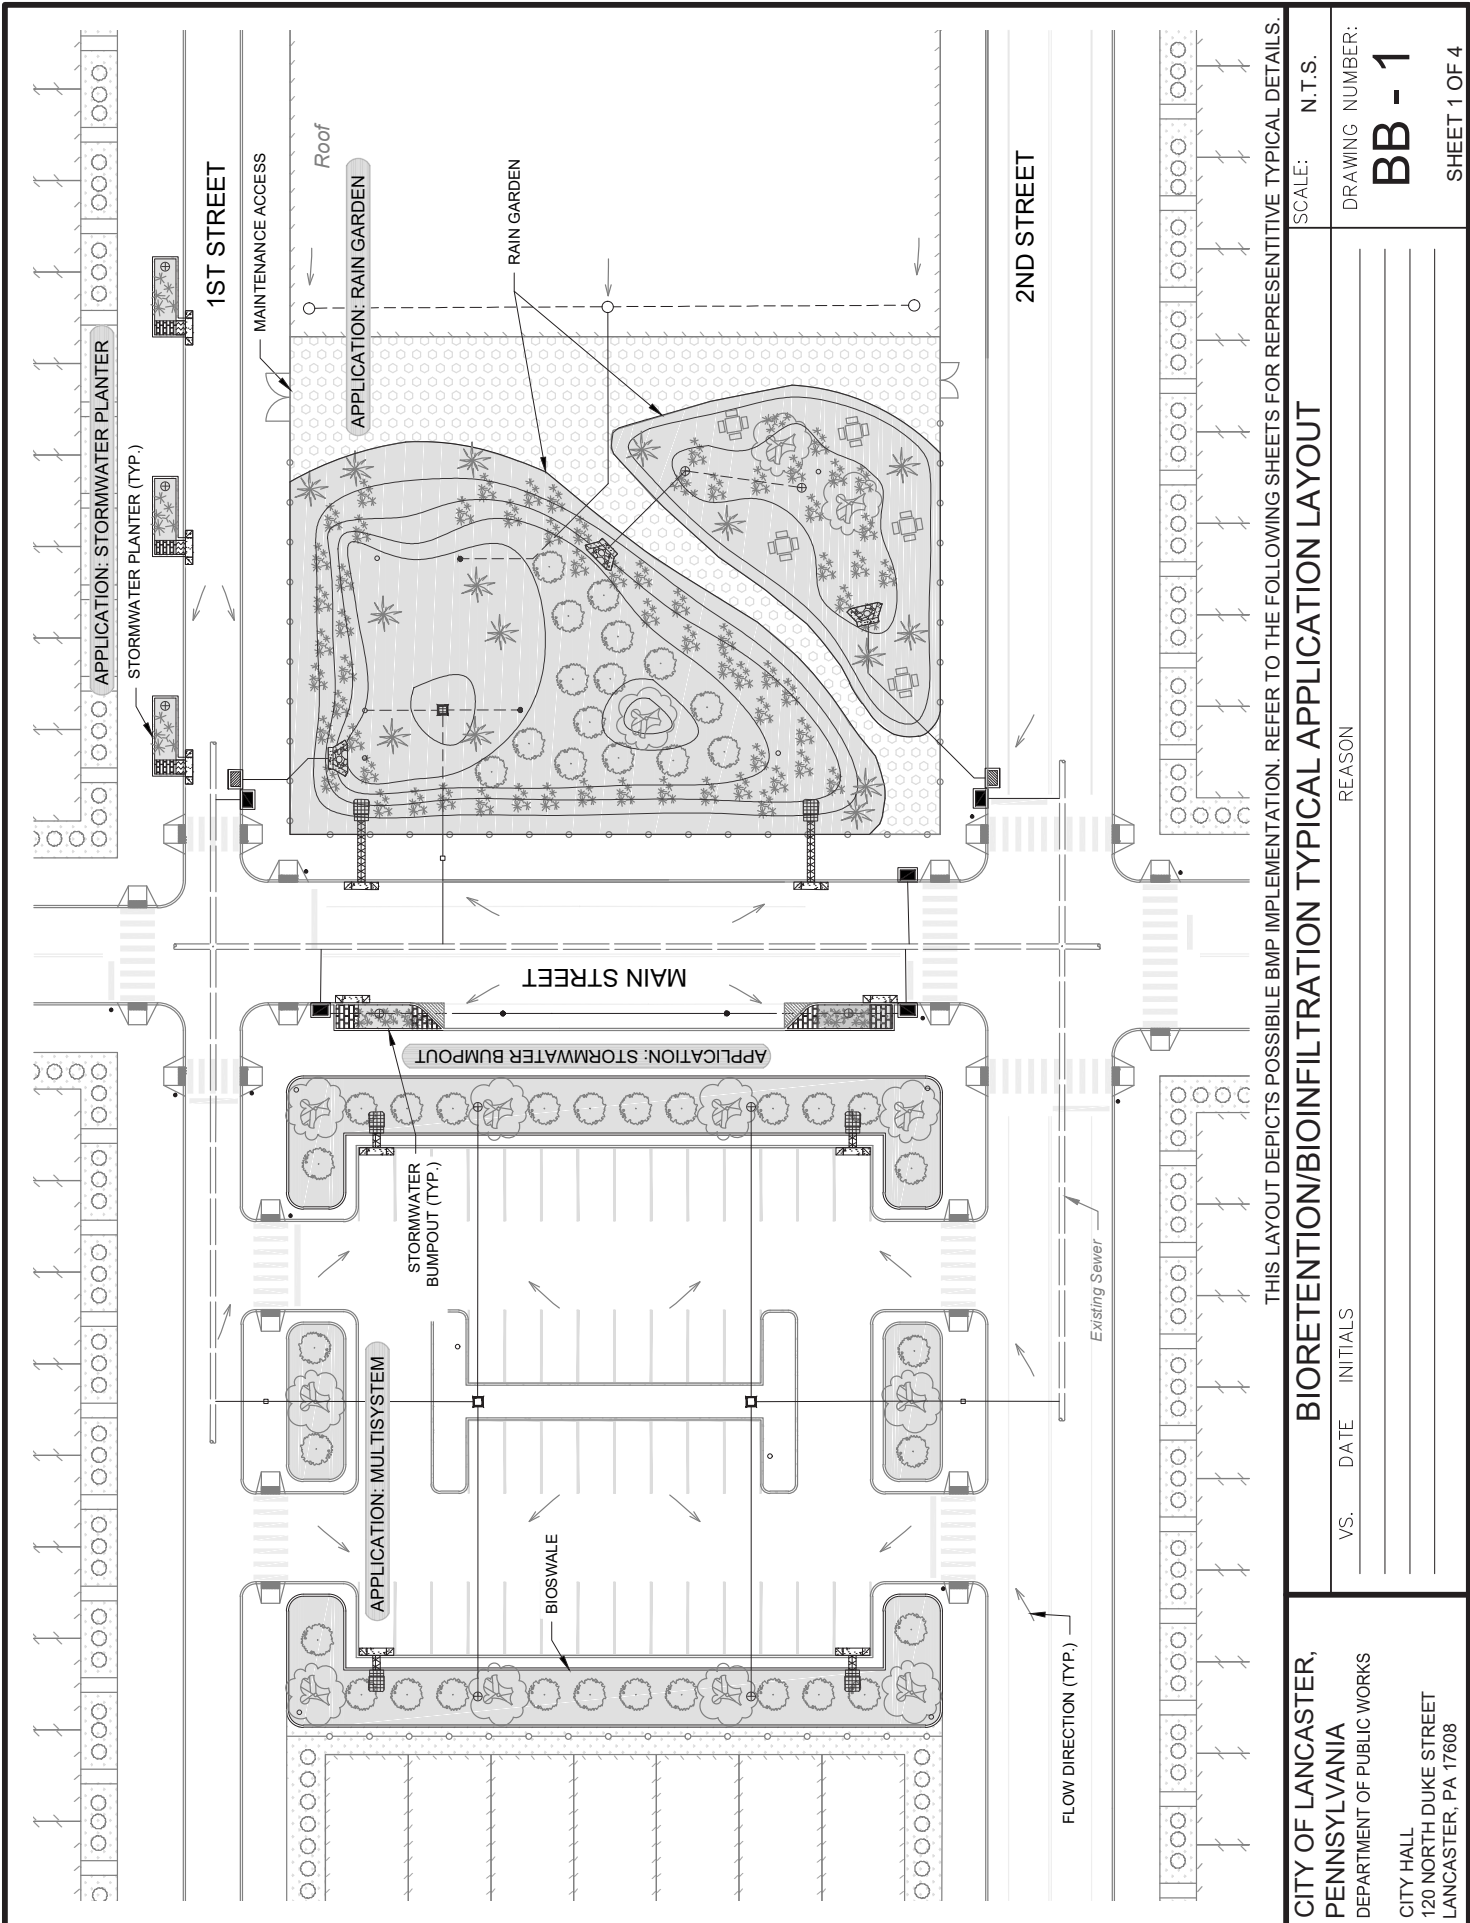 APPLICATION: STORMWATER PLANTER
STORMWATER PLANTER (TYP.)
1ST STREET
MAINTENANCE ACCESS
Roof
APPLICATION: RAIN GARDEN
RAIN GARDEN
2ND STREET
MAIN STREET
APPLICATION: STORMWATER BUMPOUT
STORMWATER
BUMPOUT (TYP.)
APPLICATION: MULTISYSTEM
BIOSWALE
Existing Sewer
FLOW DIRECTION (TYP.)
THIS LAYOUT DEPICTS POSSIBILE BMP IMPLEMENTATION. REFER TO THE FOLLOWING SHEETS FOR REPRESENTITIVE TYPICAL DETAILS.
CITY OF LANCASTER,
PENNSYLVANIA
DEPARTMENT OF PUBLIC WORKS
CITY HALL
120 NORTH DUKE STREET
LANCASTER, PA 17608
BIORETENTION/BIOINFILTRATION TYPICAL APPLICATION LAYOUT
VS. DATE INITIALS REASON
SCALE: N.T.S.
DRAWING NUMBER:
BB - 1
SHEET 1 OF 4